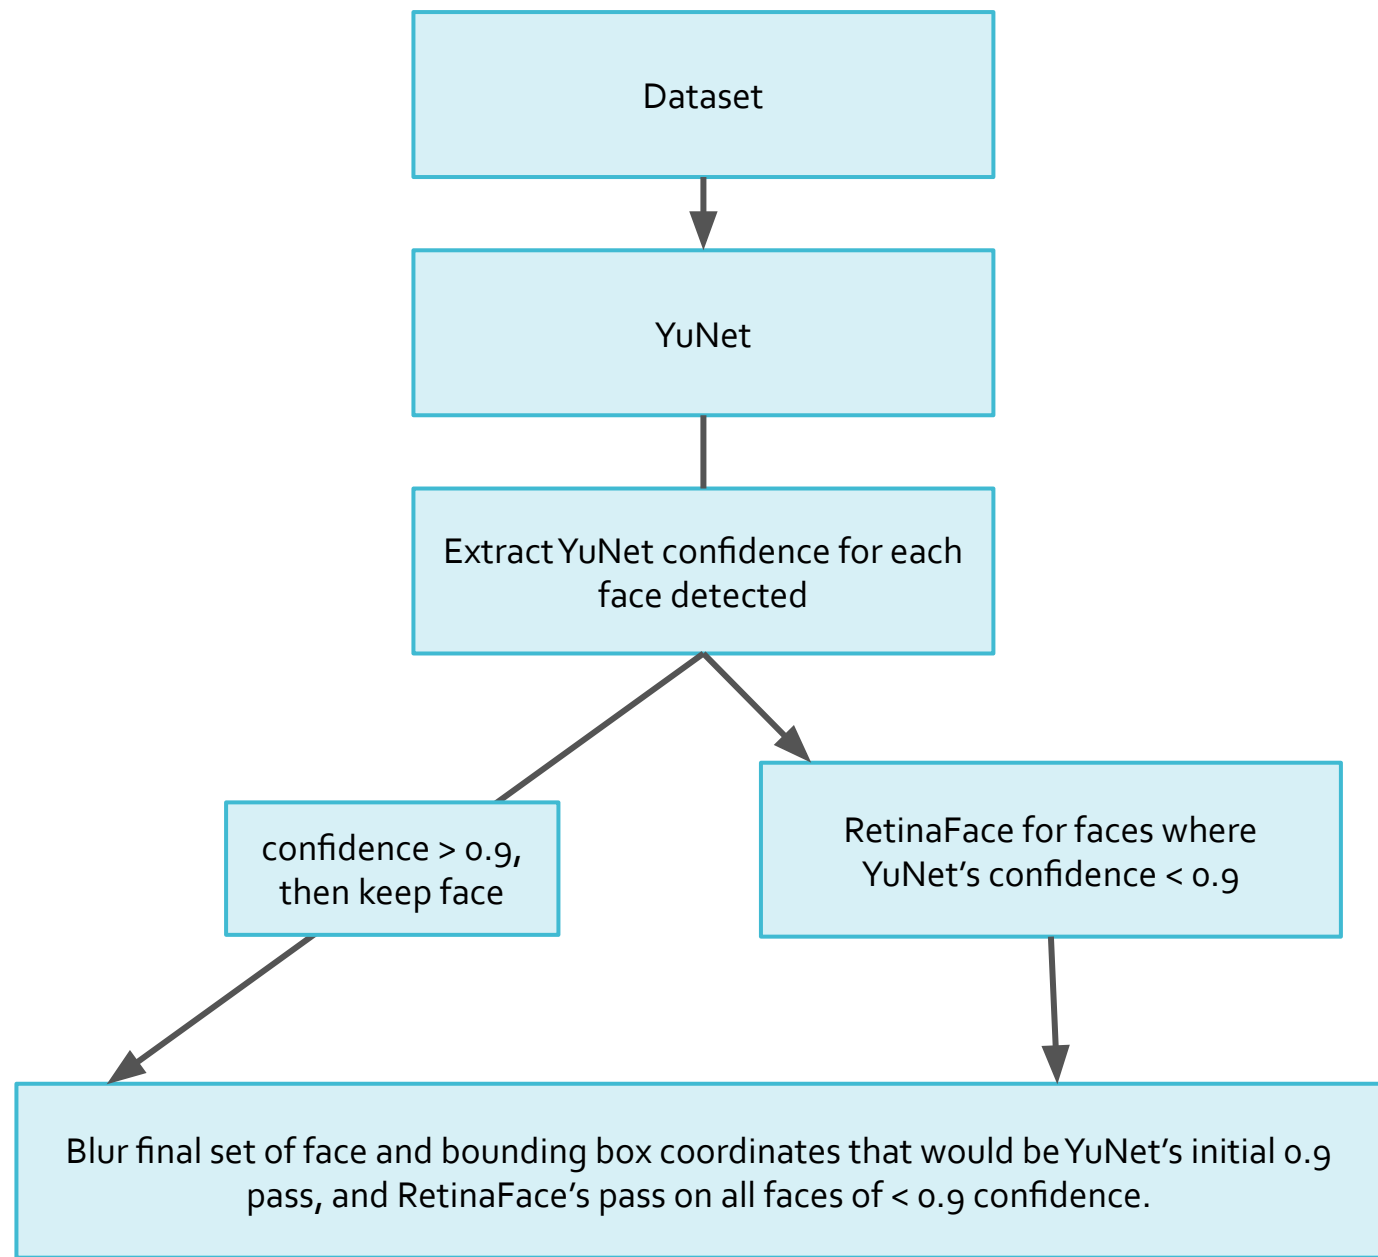 Dataset
YuNet
Extract YuNet confidence for each
face detected
confidence > 0.9,
then keep face
RetinaFace for faces where
YuNet’s confidence < 0.9
Blur final set of face and bounding box coordinates that would be YuNet’s initial 0.9
pass, and RetinaFace’s pass on all faces of < 0.9 confidence.